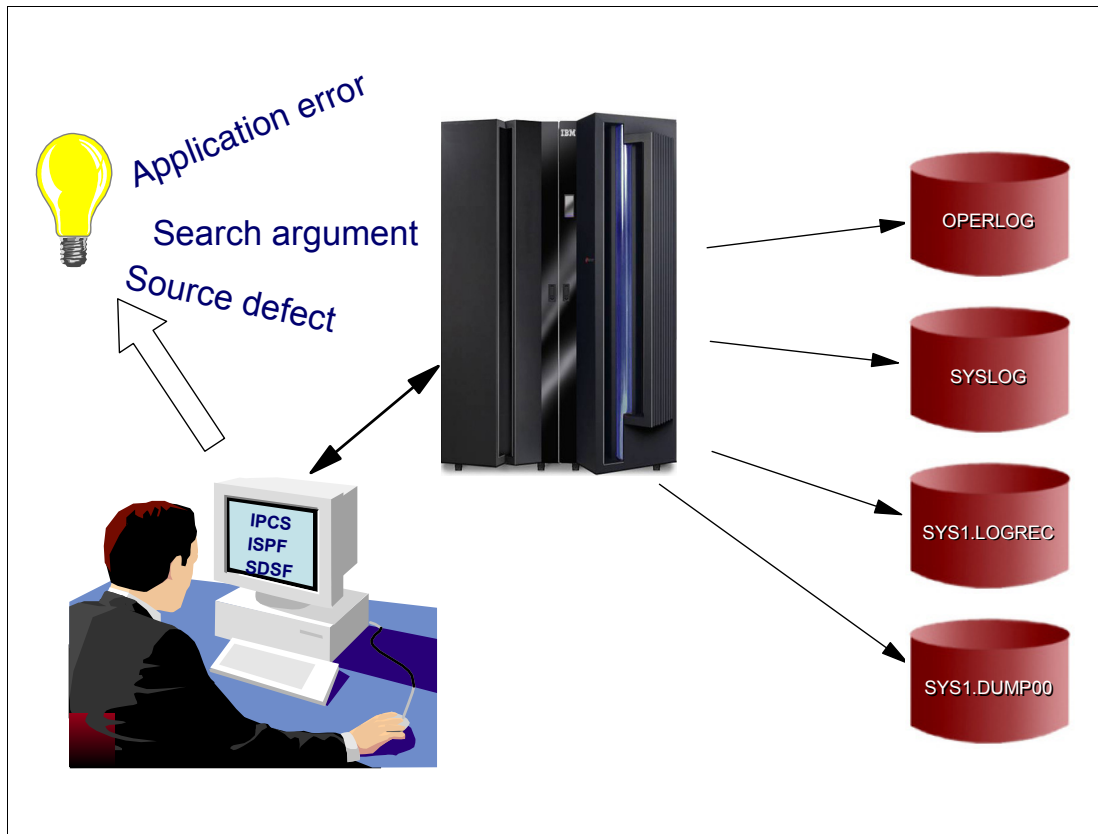 Application error
Search argument
Source defect
IBM
IPCS
ISPF
SDSF
OPERLOG
SYSLOG
SYS1.LOGREC
SYS1.DUMP00